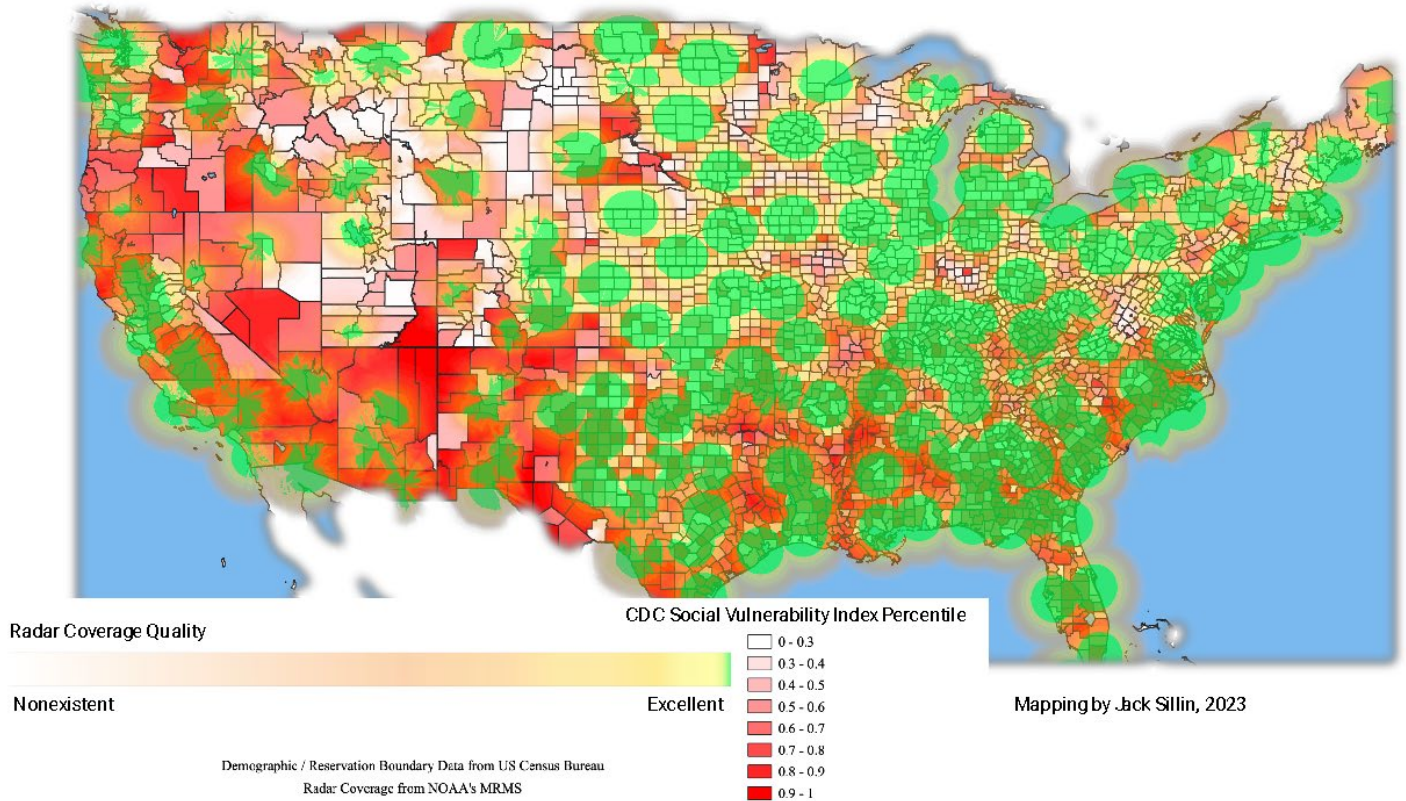 CDC Social Vulnerability Index Percentile
Radar Coverage Quality
0 - 0.3
0.3 - 0.4
0.4 - 0.5
0.5 - 0.6
0.6 - 0.7
0.7 - 0.8
0.8 - 0.9
0.9 - 1
Nonexistent
Excellent
Mapping by Jack Sillin, 2023
Demographic / Reservation Boundary Data from US Census Bureau
Radar Coverage from NOAA's MRMS